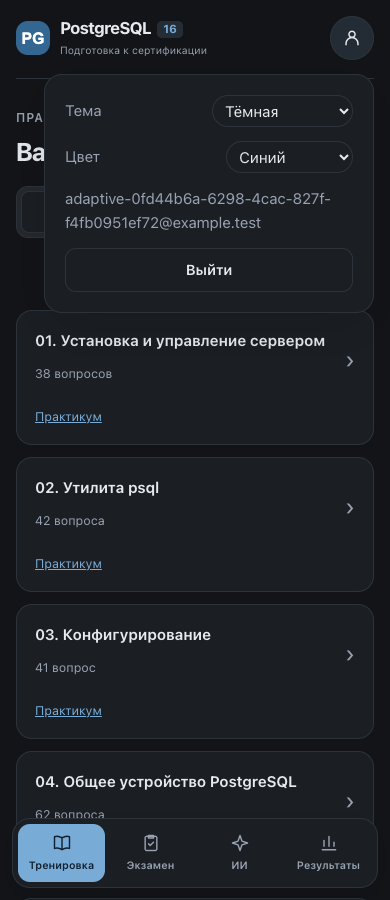 PG
PostgreSQL 16
Подготовка к сертификации
ПРА
Ва
Тема
Тёмная
Цвет
Синий
adaptive-0fd44b6a-6298-4cac-827f-
f4fb0951ef72@example.test
Выйти
01. Установка и управление сервером
38 вопросов
Практикум
02. Утилита psql
42 вопроса
Практикум
03. Конфигурирование
41 вопрос
Практикум
04. Общее устройство PostgreSQL
62 вопроса
Тренировка
Экзамен
ИИ
Результаты